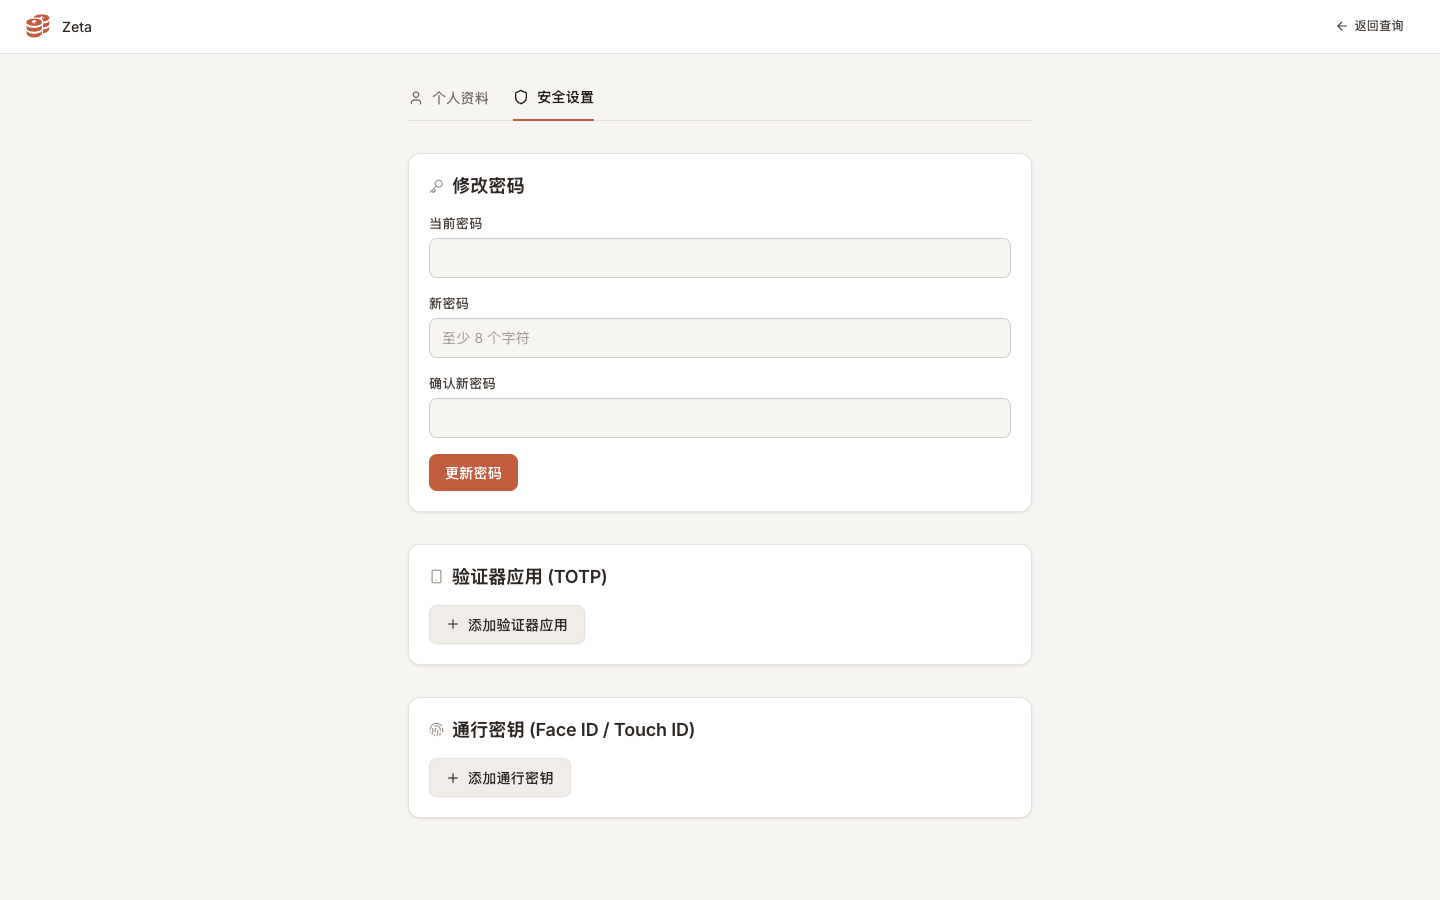 Zeta
返回查询
个人资料
安全设置
修改密码
当前密码
新密码
至少 8 个字符
确认新密码
更新密码
验证器应用 (TOTP)
添加验证器应用
通行密钥 (Face ID / Touch ID)
添加通行密钥